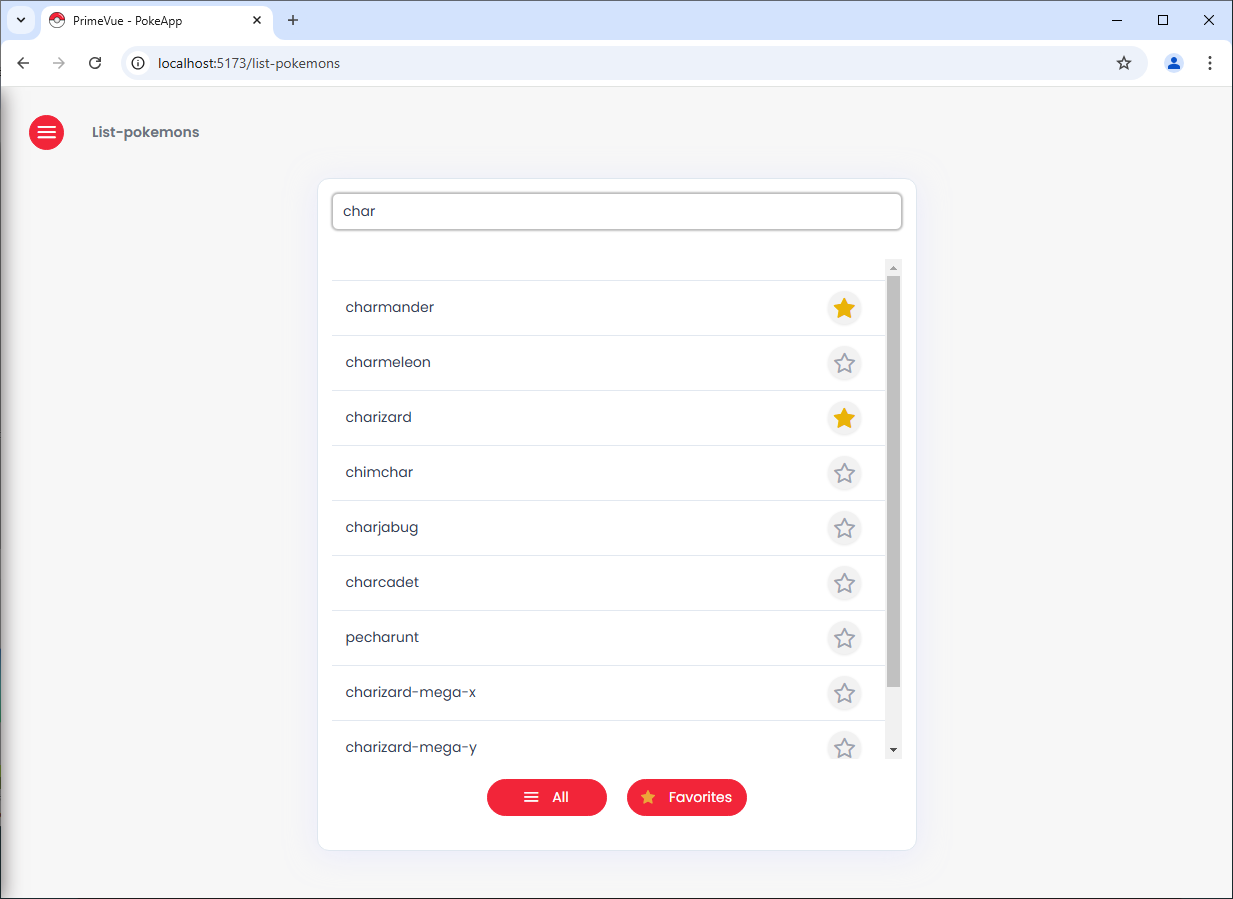 PrimeVue - PokeApp
localhost:5173/list-pokemons
List-pokemons
char
charmander
charmeleon
charizard
chimchar
charjabug
charcadet
pecharunt
charizard-mega-x
charizard-mega-y
All
Favorites